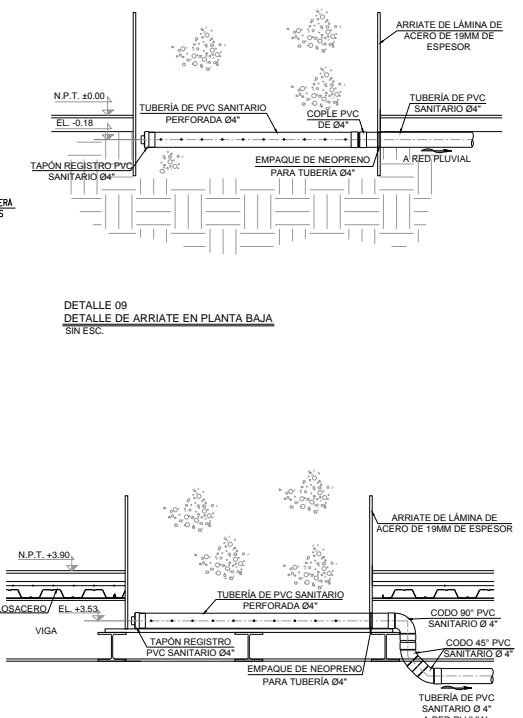 ARRIATE DE LÁMINA DE
ACERO DE 19MM DE
ESPESOR
N.P.T. ±0.00
EL. -0.18
TUBERÍA DE PVC SANITARIO
PERFORADA Ø4"
COPLE PVC
DE Ø4"
TUBERÍA DE PVC
SANITARIO Ø4"
TAPÓN REGISTRO PVC
SANITARIO Ø4"
EMPAQUE DE NEOPRENO
PARA TUBERÍA Ø4"
A RED PLUVIAL
DETALLE 09
DETALLE DE ARRIATE EN PLANTA BAJA
SIN ESC.
ARRIATE DE LÁMINA DE
ACERO DE 19MM DE ESPESOR
N.P.T. +3.90
LOSACERO
EL. +3.53
VIGA
TUBERÍA DE PVC SANITARIO
PERFORADA Ø4"
CODO 90° PVC
SANITARIO Ø 4"
CODO 45° PVC
SANITARIO Ø 4"
TAPÓN REGISTRO
PVC SANITARIO Ø4"
EMPAQUE DE NEOPRENO
PARA TUBERÍA Ø4"
TUBERÍA DE PVC
SANITARIO Ø 4"
A RED PLUVIAL